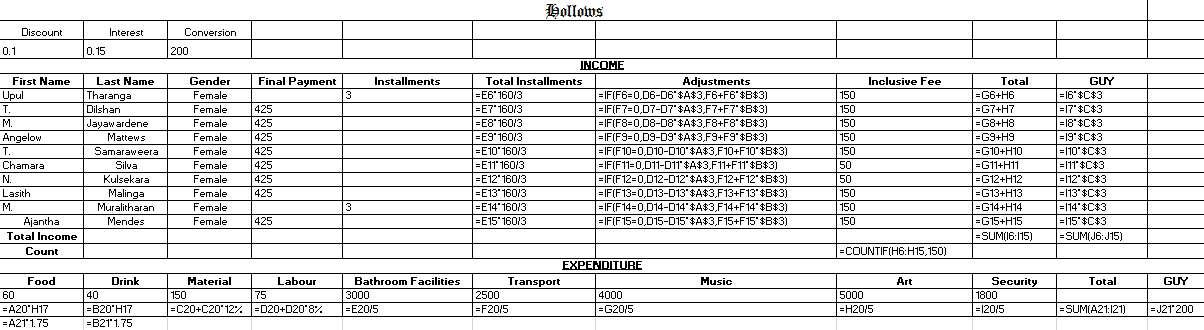 Hollows
Discount Interest Conversion
0.1 0.15 200
INCOME
First Name Last Name Gender Final Payment Installments Total Installments Adjustments Inclusive Fee Total GUY
Upul Tharanga Female 3 =E6*160/3 =IF(F6=0,D6-D6*$A$3,F6+F6*$B$3) 150 =G6+H6 =I6*$C$3
T. Dilshan Female 425 =E7*160/3 =IF(F7=0,D7-D7*$A$3,F7+F7*$B$3) 150 =G7+H7 =I7*$C$3
M. Jayawardene Female 425 =E8*160/3 =IF(F8=0,D8-D8*$A$3,F8+F8*$B$3) 150 =G8+H8 =I8*$C$3
Angelow Mattews Female 425 =E9*160/3 =IF(F9=0,D9-D9*$A$3,F9+F9*$B$3) 150 =G9+H9 =I9*$C$3
T. Samaraweera Female 425 =E10*160/3 =IF(F10=0,D10-D10*$A$3,F10+F10*$B$3) 150 =G10+H10 =I10*$C$3
Chamara Silva Female 425 =E11*160/3 =IF(F11=0,D11-D11*$A$3,F11+F11*$B$3) 50 =G11+H11 =I11*$C$3
N. Kulsekara Female 425 =E12*160/3 =IF(F12=0,D12-D12*$A$3,F12+F12*$B$3) 50 =G12+H12 =I12*$C$3
Lasith Malinga Female 425 =E13*160/3 =IF(F13=0,D13-D13*$A$3,F13+F13*$B$3) 150 =G13+H13 =I13*$C$3
M. Muralitharan Female 3 =E14*160/3 =IF(F14=0,D14-D14*$A$3,F14+F14*$B$3) 150 =G14+H14 =I14*$C$3
Ajantha Mendes Female 425 =E15*160/3 =IF(F15=0,D15-D15*$A$3,F15+F15*$B$3) 150 =G15+H15 =I15*$C$3
Total Income =SUM(I6:I15) =SUM(J6:J15)
Count =COUNTIF(H6:H15,150)
EXPENDITURE
Food Drink Material Labour Bathroom Facilities Transport Music Art Security Total GUY
60 40 150 75 3000 2500 4000 5000 1800
=A20*H17 =B20*H17 =C20+C20*12% =D20+D20*8% =E20/5 =F20/5 =G20/5 =H20/5 =I20/5 =SUM(A21:I21) =J21*200
=A21*1.75 =B21*1.75